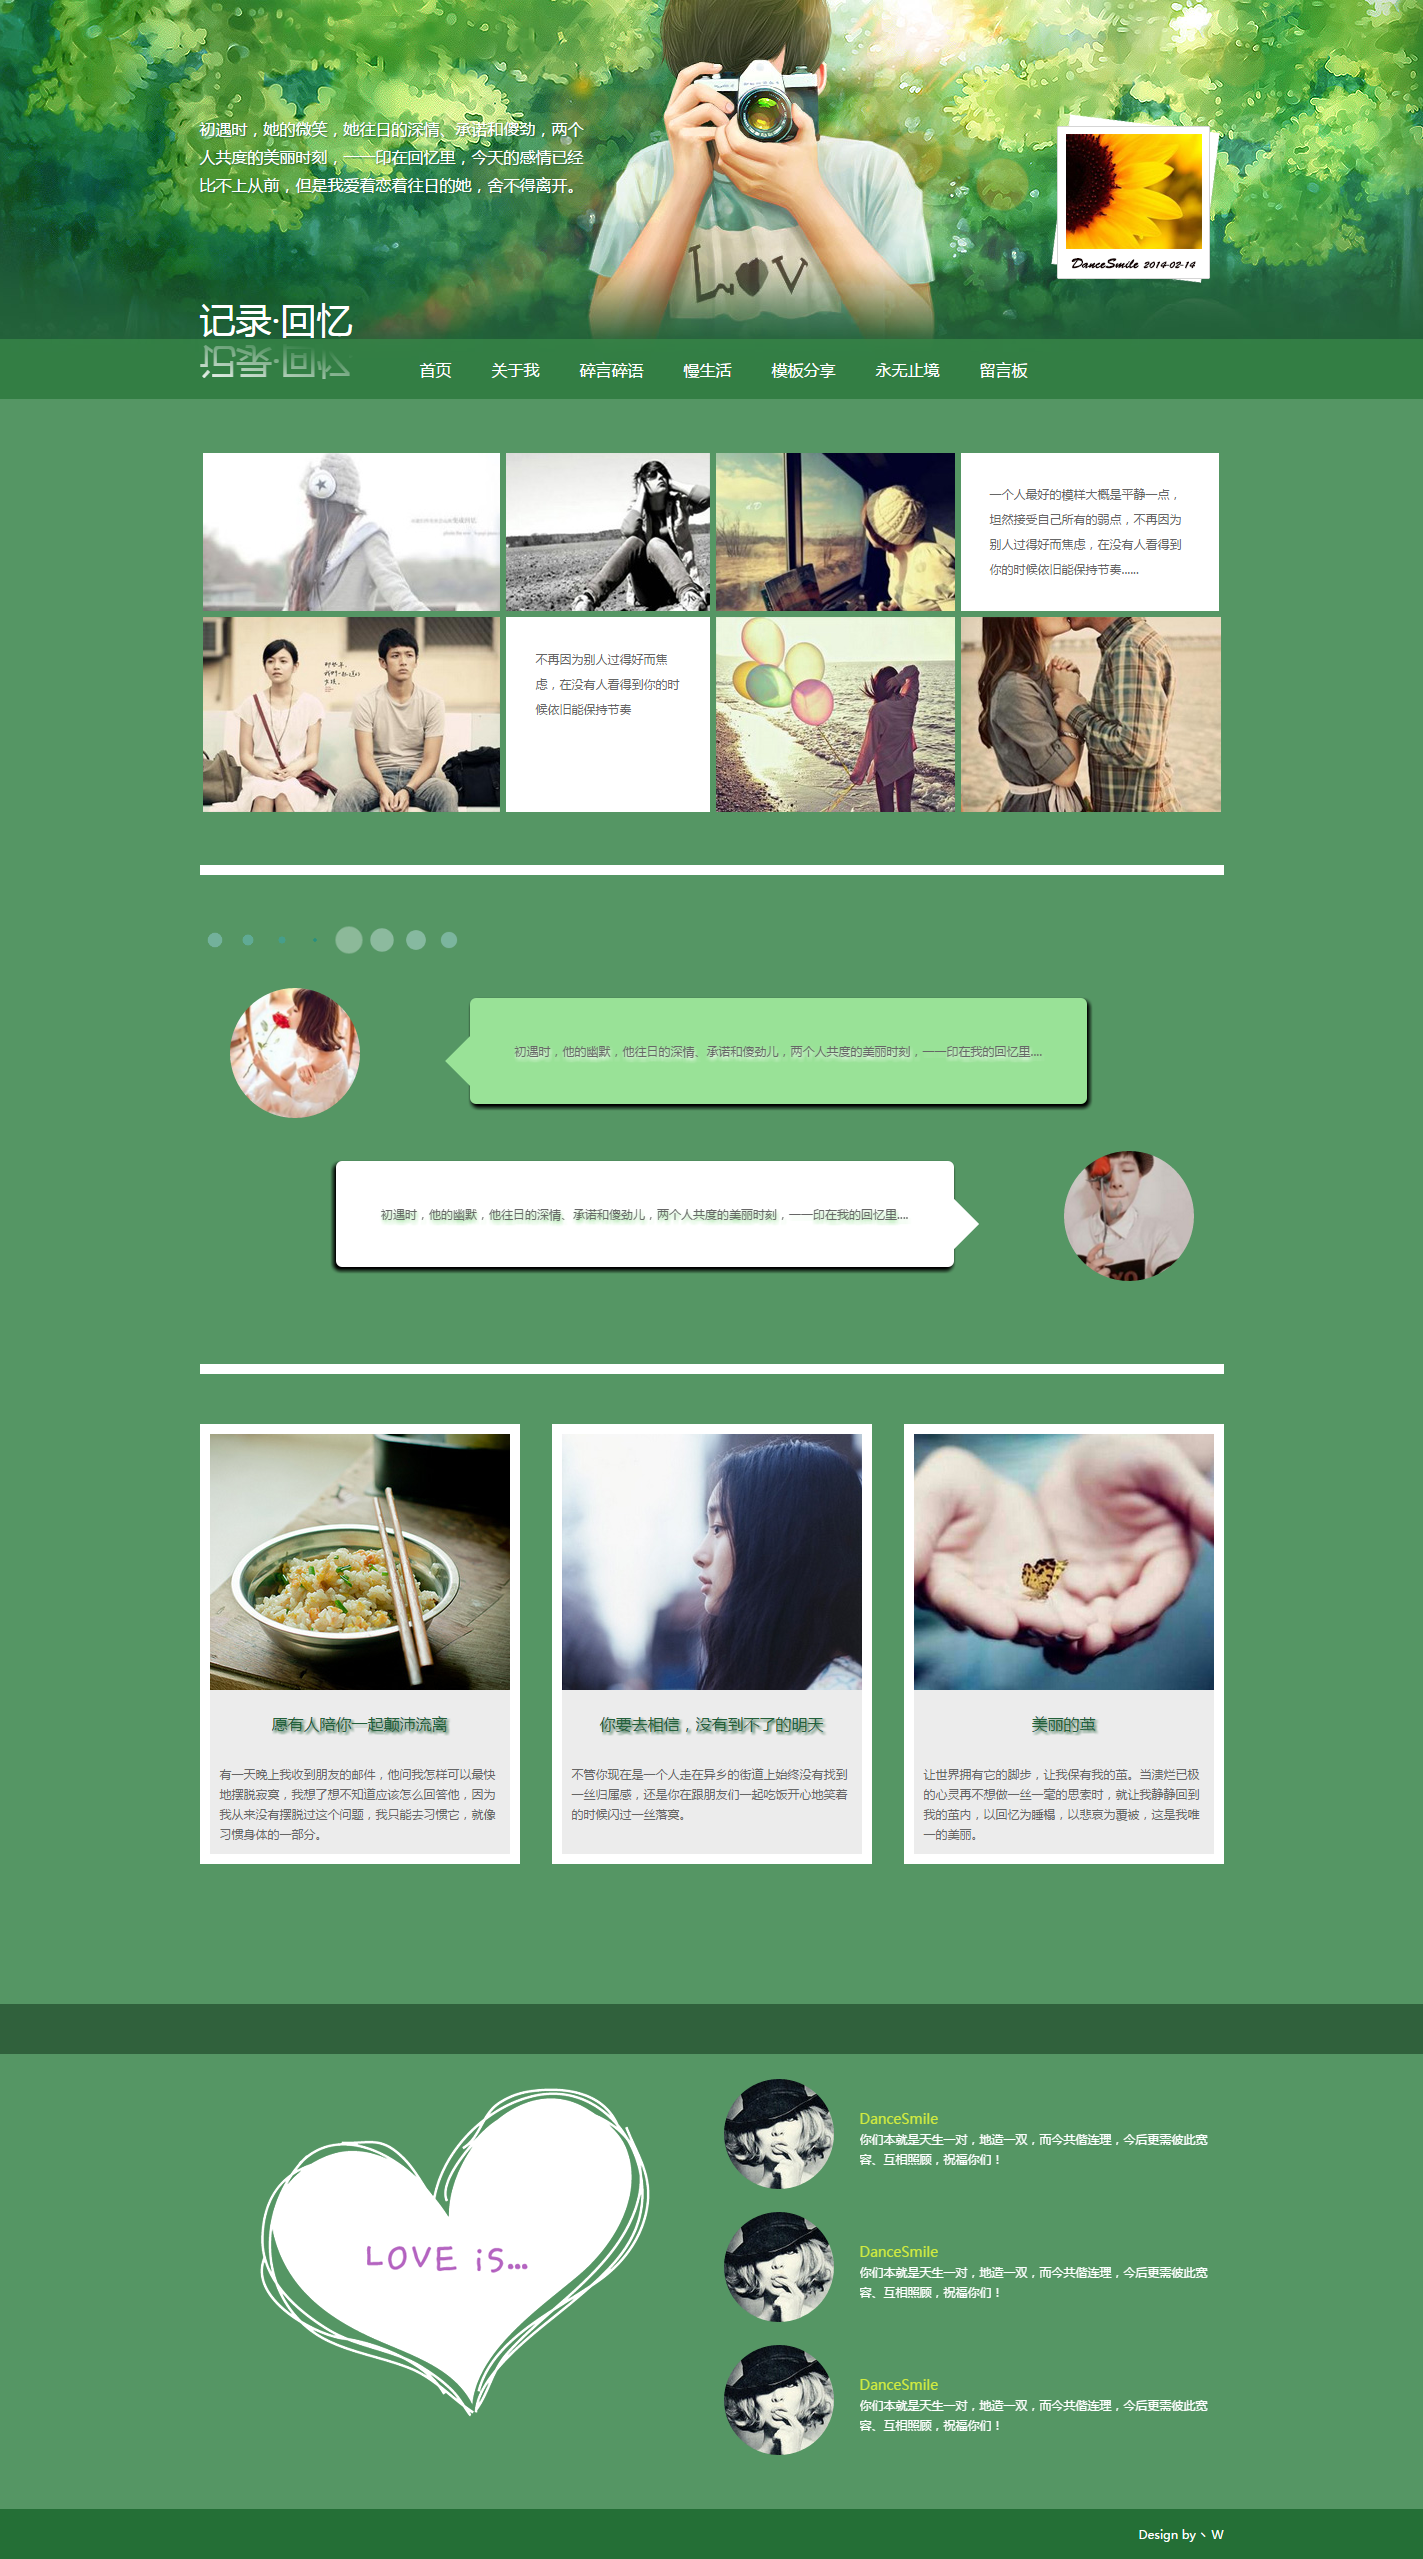 初遇时，她的微笑，她往日的深情、承诺和傻劲，两个
人共度的美丽时刻，一一印在回忆里，今天的感情已经
比不上从前，但是我爱着恋着往日的她，舍不得离开。
DanceSmile 2014-02-14
记录·回忆
首页 关于我 碎言碎语 慢生活 模板分享 永无止境 留言板
一个人最好的模样大概是平静一点，
坦然接受自己所有的弱点，不再因为
别人过得好而焦虑，在没有人看得到
你的时候依旧能保持节奏......
不再因为别人过得好而焦
虑，在没有人看得到你的时
候依旧能保持节奏
初遇时，他的幽默，他往日的深情、承诺和傻劲儿，两个人共度的美丽时刻，一一印在我的回忆里....
初遇时，他的幽默，他往日的深情、承诺和傻劲儿，两个人共度的美丽时刻，一一印在我的回忆里....
愿有人陪你一起颠沛流离
有一天晚上我收到朋友的邮件，他问我怎样可以最快
地摆脱寂寞，我想了想不知道应该怎么回答他，因为
我从来没有摆脱过这个问题，我只能去习惯它，就像
习惯身体的一部分。
你要去相信，没有到不了的明天
不管你现在是一个人走在异乡的街道上始终没有找到
一丝归属感，还是你在跟朋友们一起吃饭开心地笑着
的时候闪过一丝落寞。
美丽的茧
让世界拥有它的脚步，让我保有我的茧。当溃烂已极
的心灵再不想做一丝一毫的思索时，就让我静静回到
我的茧内，以回忆为睡榻，以悲哀为覆被，这是我唯
一的美丽。
LOVE iS...
DanceSmile
你们本就是天生一对，地造一双，而今共偕连理，今后更需彼此宽
容、互相照顾，祝福你们！
DanceSmile
你们本就是天生一对，地造一双，而今共偕连理，今后更需彼此宽
容、互相照顾，祝福你们！
DanceSmile
你们本就是天生一对，地造一双，而今共偕连理，今后更需彼此宽
容、互相照顾，祝福你们！
Design by丶W